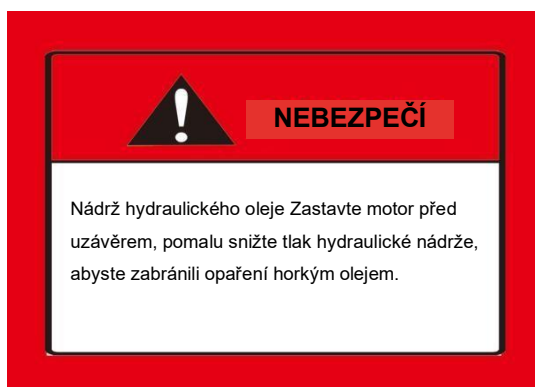 NEBEZPEČÍ
Nádrž hydraulického oleje Zastavte motor před
uzávěrem, pomalu snižte tlak hydraulické nádrže,
abyste zabránili opaření horkým olejem.